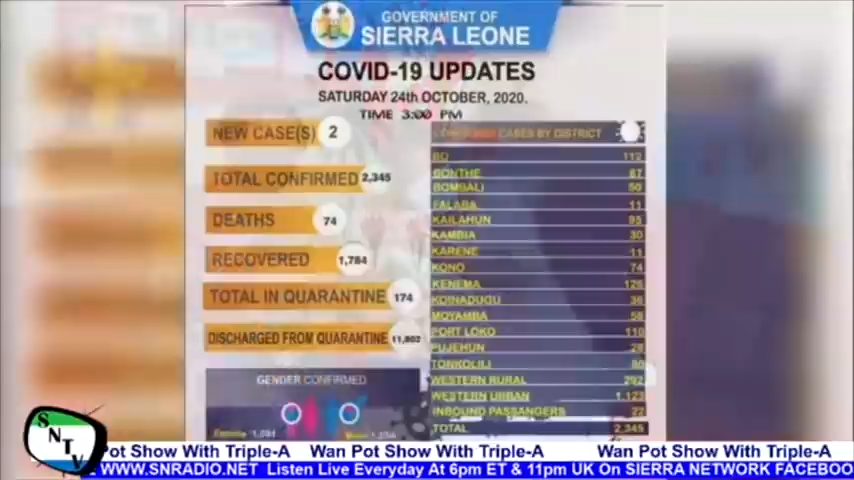 GOVERNMENT OF
SIERRA LEONE
COVID-19 UPDATES
SATURDAY 24th OCTOBER, 2020.
TIME 3:00 PM
NEW CASE(S) 2
TOTAL CONFIRMED 2,345
DEATHS 74
RECOVERED 1,784
TOTAL IN QUARANTINE 174
DISCHARGED FROM QUARANTINE 11,802
GENDER CONFIRMED
CASES BY DISTRICT
BO 112
BONTHE
BOMBALI 50
FALABA 11
KAILAHUN 95
KAMBIA 30
KARENE 11
KONO 74
KENEMA 126
KOINADUGU 36
MOYAMBA 58
PORT LOKO 110
PUJEHUN 28
TONKOLILI
WESTERN RURAL 292
WESTERN URBAN 1,123
INBOUND PASSANGERS 22
TOTAL 2,345
SNTV
Pot Show With Triple-A Wan Pot Show With Triple-A Wan Pot Show With Triple-A
WWW.SNRADIO.NET Listen Live Everyday At 6pm ET & 11pm UK On SIERRA NETWORK FACEBOO